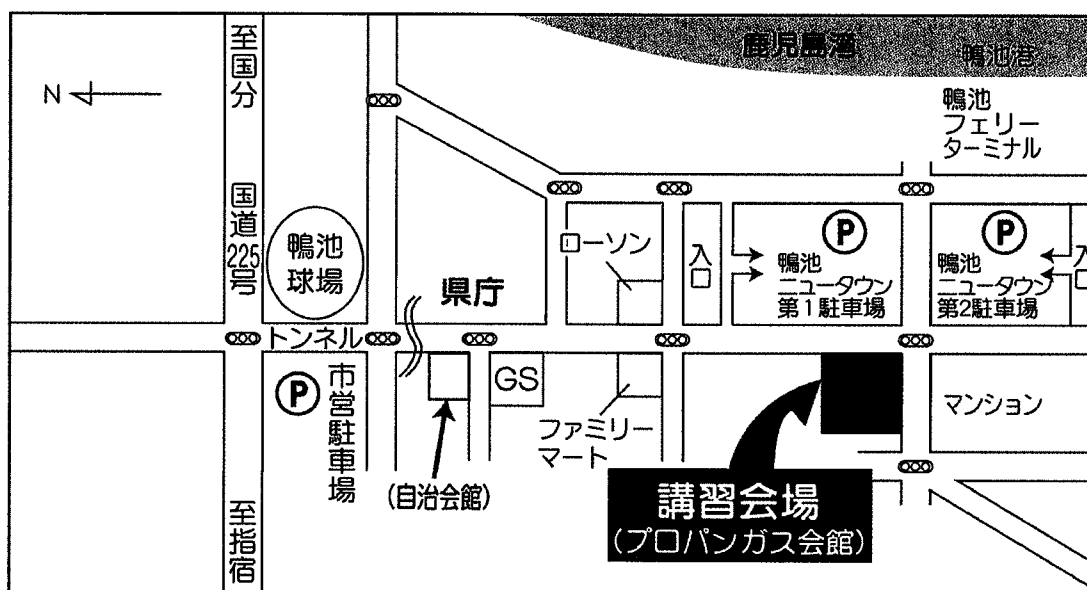 鹿児島湾
鴨池港
至国分
N
鴨池
フェリー
ターミナル
国道
225
号
鴨池
球場
ローソン
入口
P
鴨池
ニュータウン
第1駐車場
P
鴨池
ニュータウン
第2駐車場
入口
県庁
トンネル
P
市営駐車場
GS
ファミリー
マート
マンション
(自治会館)
講習会場
(プロパンガス会館)
至指宿